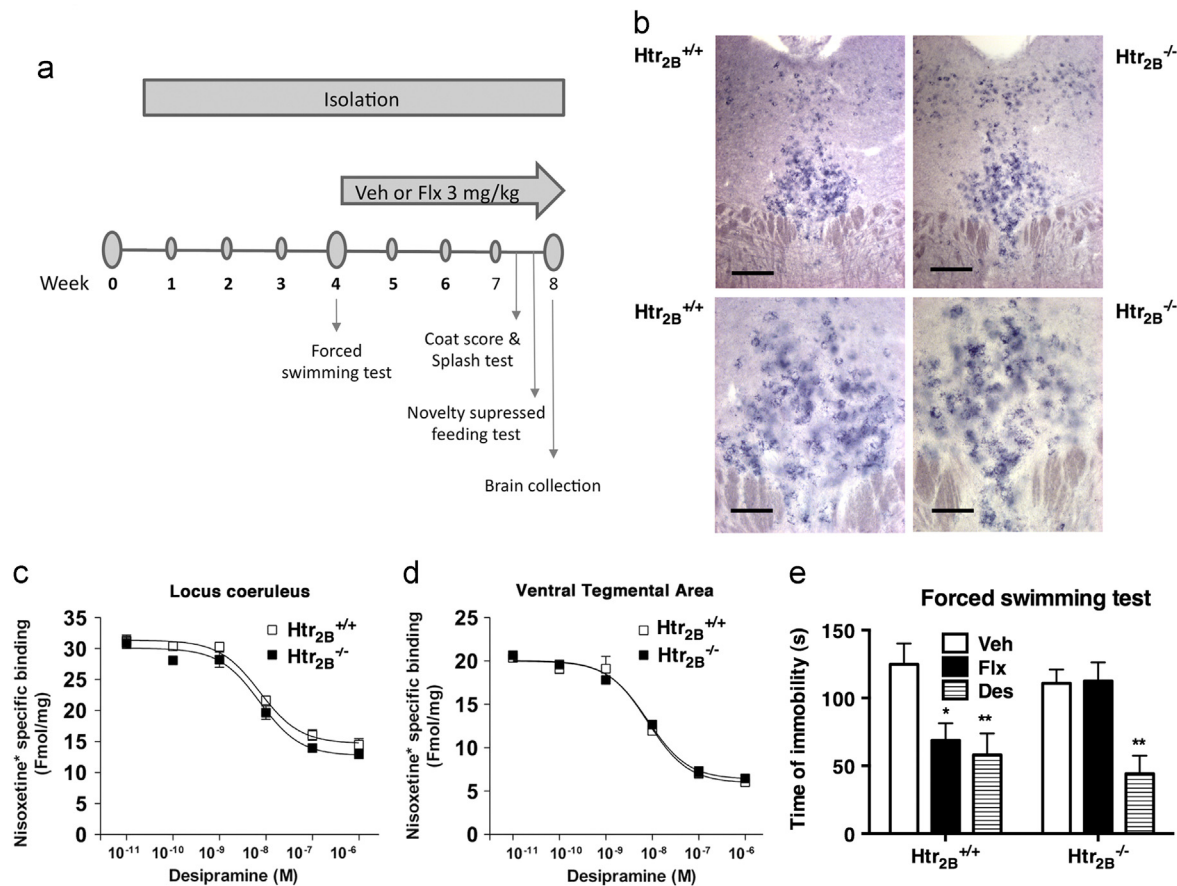 a
Isolation
Veh or Flx 3 mg/kg
Week 0 1 2 3 4 5 6 7 8
Forced
swimming test
Coat score &
Splash test
Novelty supressed
feeding test
Brain collection
b
Htr2B+/+
Htr2B-/-
Htr2B+/+
Htr2B-/-
c
Locus coeruleus
Nisoxetine* specific binding
(Fmol/mg)
35
30
25
20
15
10
5
0
Htr2B+/+
Htr2B-/-
10-11 10-10 10-9 10-8 10-7 10-6
Desipramine (M)
d
Ventral Tegmental Area
Nisoxetine* specific binding
(Fmol/mg)
25
20
15
10
5
0
Htr2B+/+
Htr2B-/-
10-11 10-10 10-9 10-8 10-7 10-6
Desipramine (M)
e
Forced swimming test
Time of immobility (s)
150
100
50
0
Veh
Flx
Des
* ** **
Htr2B+/+ Htr2B-/-